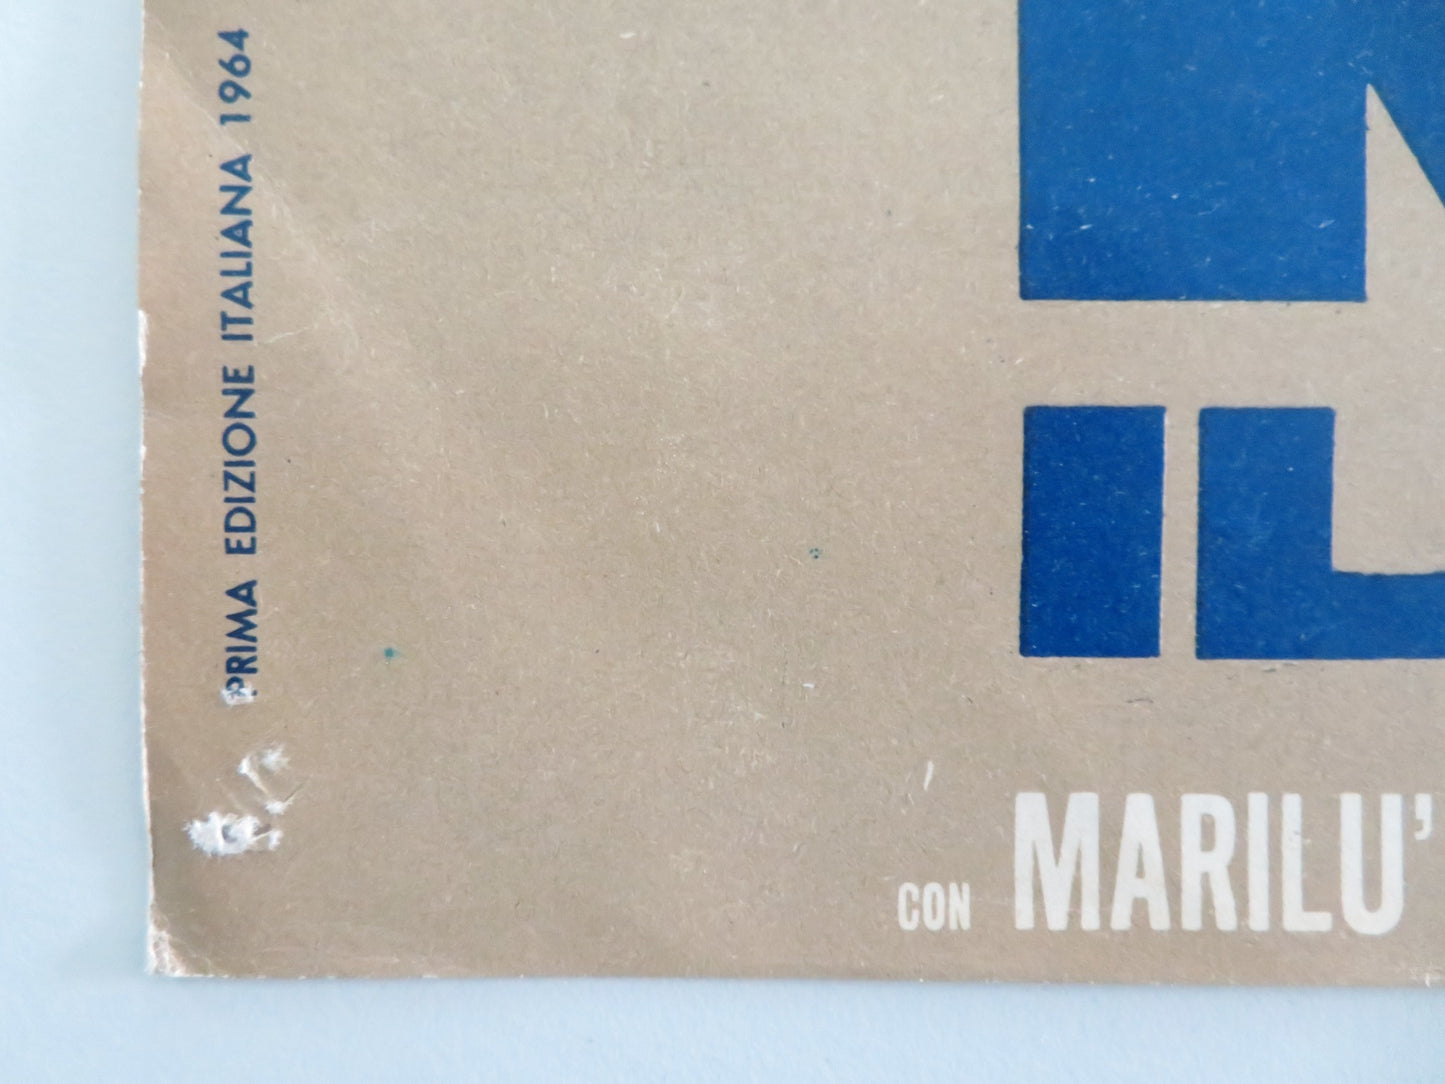 PRIMA EDIZIONE ITALIANA 1964
IL
CON MARILU'